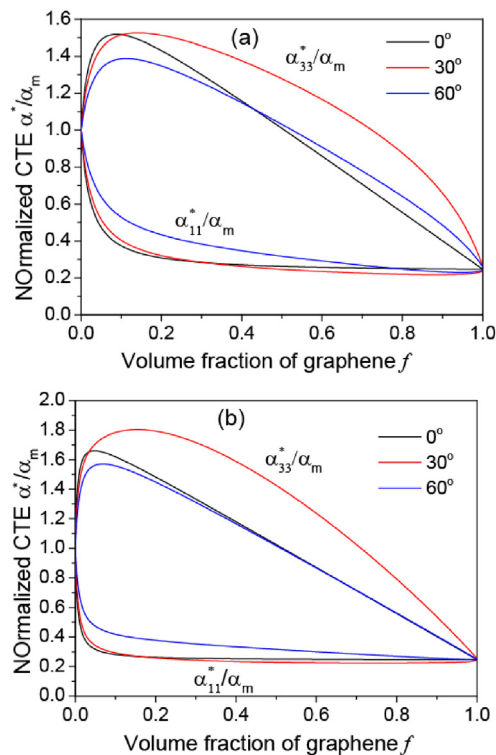 (a)
α*33/αm
0°
30°
60°
α*11/αm
NOrmalized CTE α*/αm
1.6
1.4
1.2
1.0
0.8
0.6
0.4
0.2
0.0
0.0 0.2 0.4 0.6 0.8 1.0
Volume fraction of graphene f
(b)
α*33/αm
0°
30°
60°
α*11/αm
NOrmalized CTE α*/αm
2.0
1.8
1.6
1.4
1.2
1.0
0.8
0.6
0.4
0.2
0.0
0.0 0.2 0.4 0.6 0.8 1.0
Volume fraction of graphene f